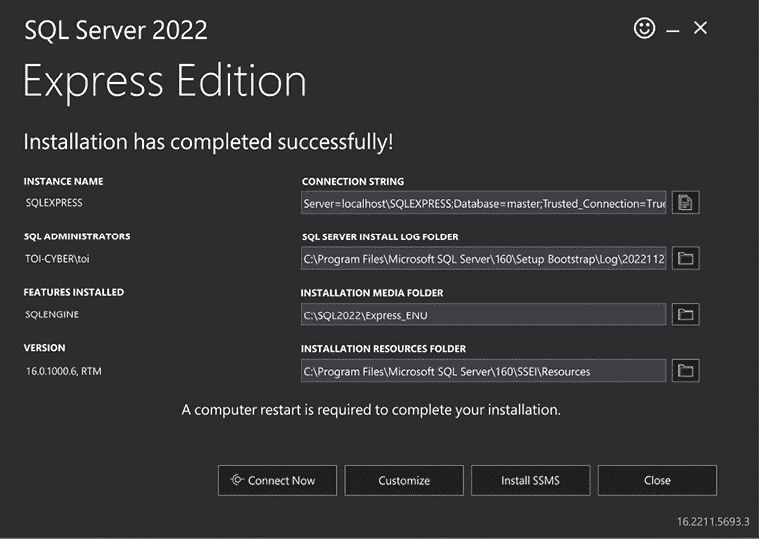 SQL Server 2022
Express Edition
Installation has completed successfully!
INSTANCE NAME
SQLEXPRESS
CONNECTION STRING
Server=localhost\SQLEXPRESS;Database=master;Trusted_Connection=True
SQL ADMINISTRATORS
TOI-CYBER\toi
SQL SERVER INSTALL LOG FOLDER
C:\Program Files\Microsoft SQL Server\160\Setup Bootstrap\Log\2022112
FEATURES INSTALLED
SQLENGINE
INSTALLATION MEDIA FOLDER
C:\SQL2022\Express_ENU
VERSION
16.0.1000.6, RTM
INSTALLATION RESOURCES FOLDER
C:\Program Files\Microsoft SQL Server\160\SSEI\Resources
A computer restart is required to complete your installation.
Connect Now
Customize
Install SSMS
Close
16.2211.5693.3